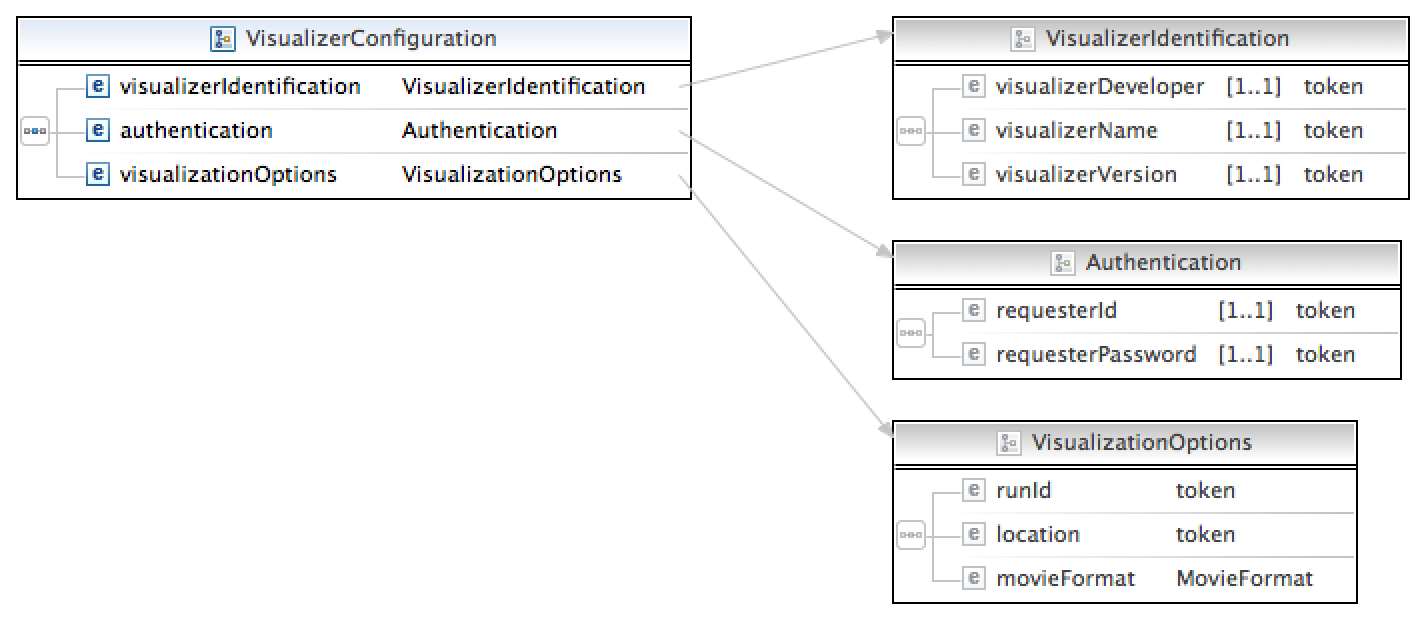 VisualizerConfiguration
visualizerIdentification VisualizerIdentification
authentication Authentication
visualizationOptions VisualizationOptions
VisualizerIdentification
visualizerDeveloper [1..1] token
visualizerName [1..1] token
visualizerVersion [1..1] token
Authentication
requesterId [1..1] token
requesterPassword [1..1] token
VisualizationOptions
runId token
location token
movieFormat MovieFormat